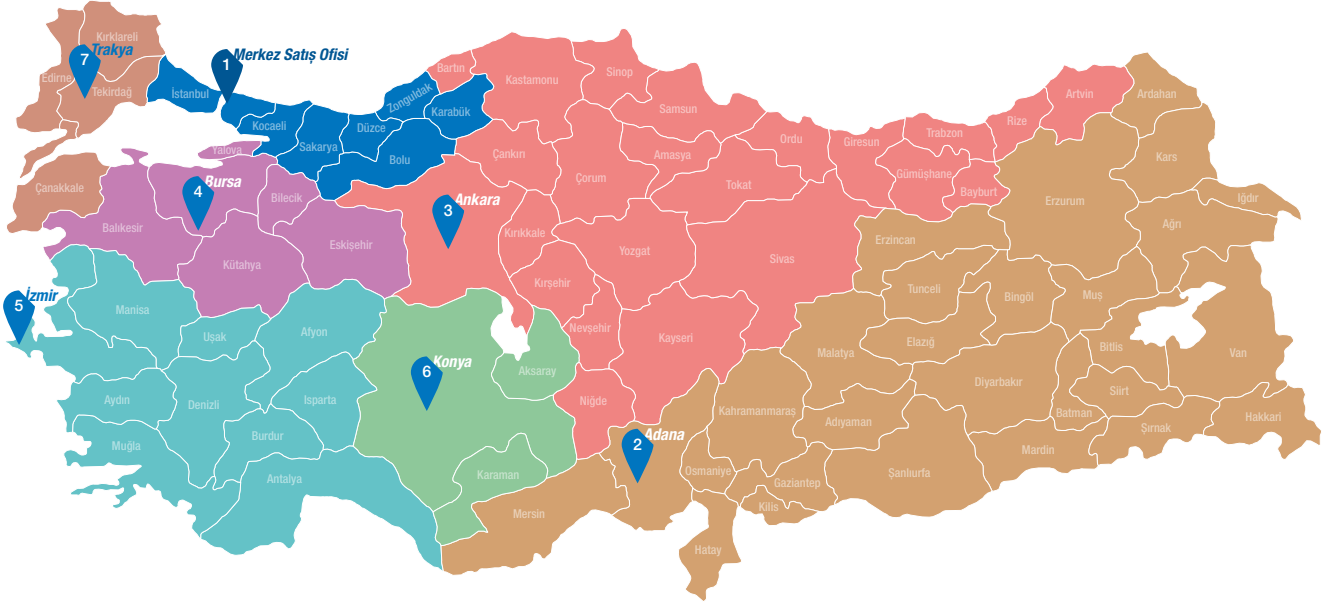 Kırklareli
7
Trakya
Edirne
Tekirdağ
1
Merkez Satış Ofisi
İstanbul
Kocaeli
Sakarya
Düzce
Zonguldak
Karabük
Bolu
Yalova
Bartın
Kastamonu
Sinop
Samsun
Çankırı
Amasya
Çorum
Ordu
Tokat
Giresun
Trabzon
Gümüşhane
Bayburt
Rize
Artvin
Ardahan
Kars
Iğdır
Ağrı
Erzurum
Erzincan
Çanakkale
4
Bursa
Bilecik
Balıkesir
Kütahya
Eskişehir
3
Ankara
Kırıkkale
Kırşehir
Yozgat
Sivas
Nevşehir
Kayseri
Niğde
5
İzmir
Manisa
Uşak
Afyon
Aydın
Denizli
Isparta
Muğla
Burdur
Antalya
6
Konya
Aksaray
Karaman
Tunceli
Bingöl
Muş
Malatya
Elazığ
Bitlis
Van
Diyarbakır
Siirt
Batman
Kahramanmaraş
Adıyaman
Şırnak
Hakkari
Mardin
2
Adana
Osmaniye
Gaziantep
Şanlıurfa
Kilis
Mersin
Hatay